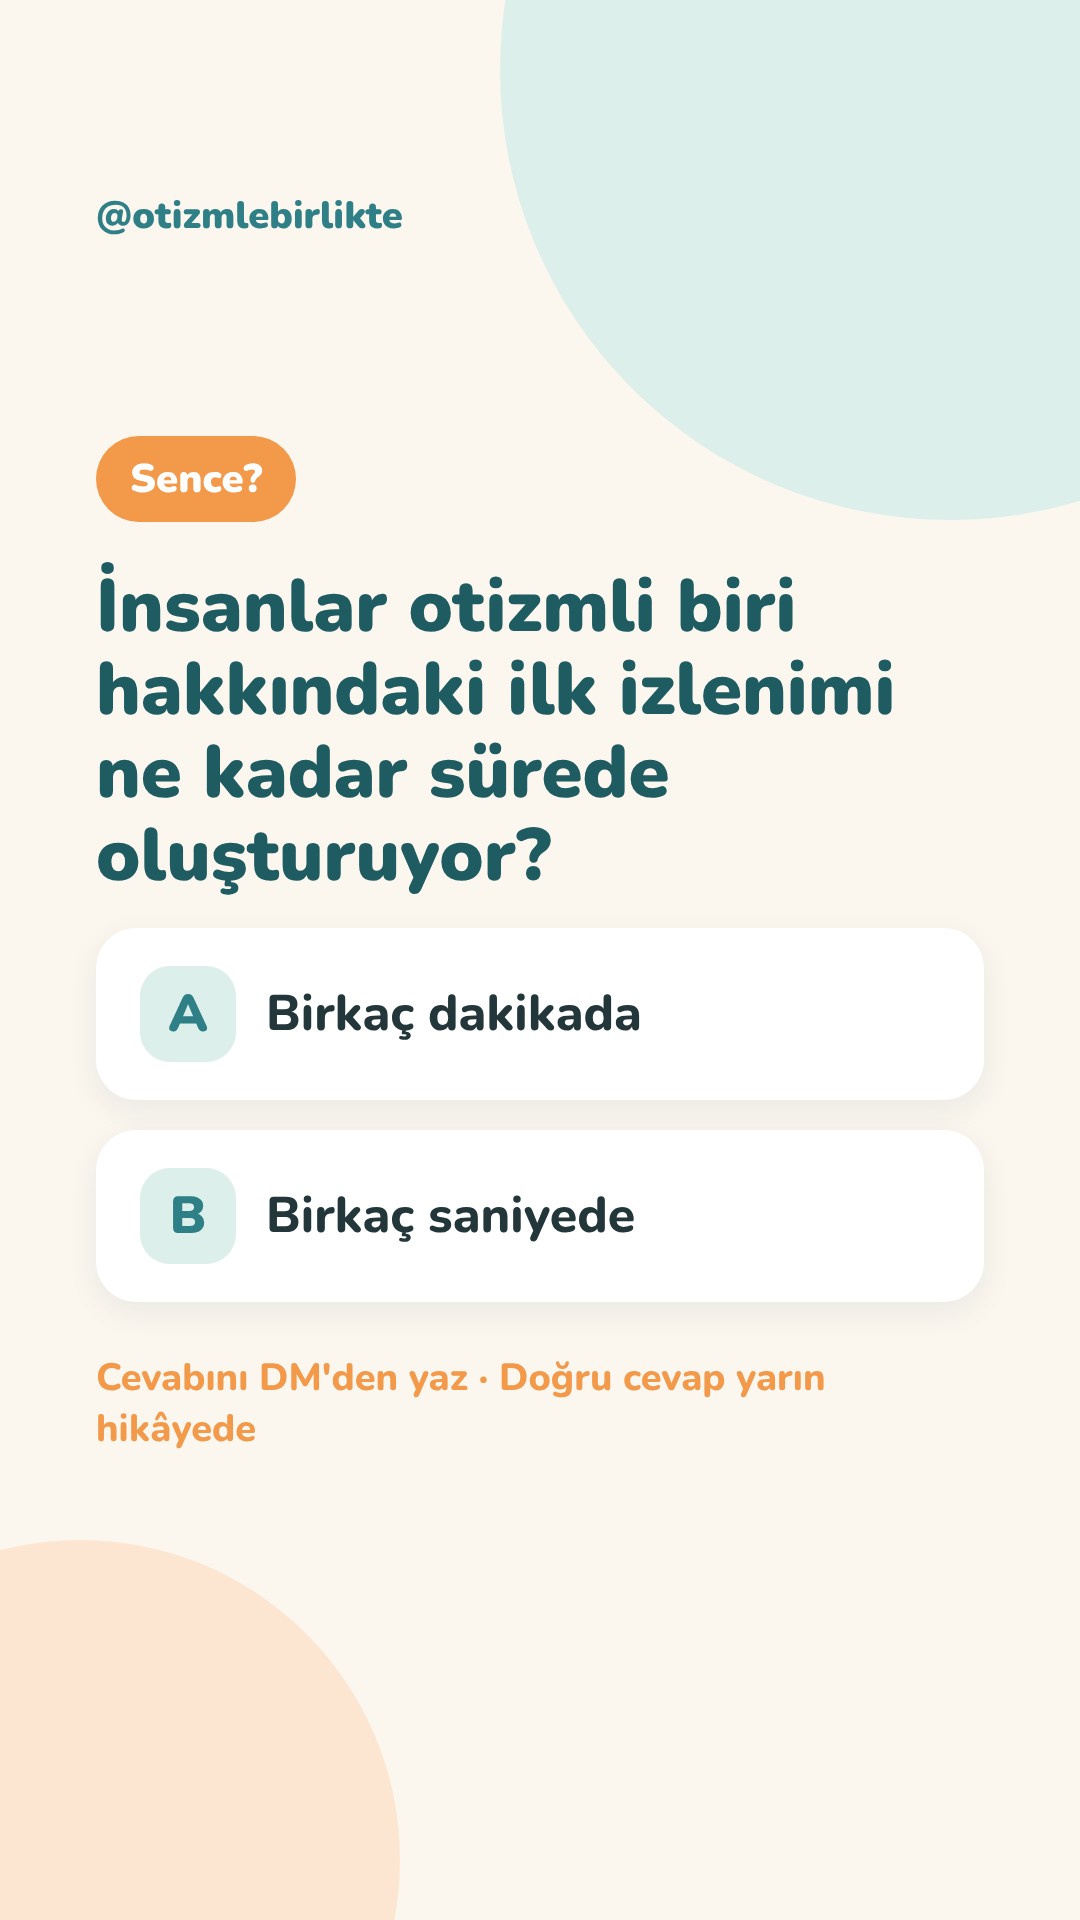 @otizmlebirlikte
Sence?
İnsanlar otizmli biri
hakkındaki ilk izlenimi
ne kadar sürede
oluşturuyor?
A Birkaç dakikada
B Birkaç saniyede
Cevabını DM'den yaz · Doğru cevap yarın
hikâyede